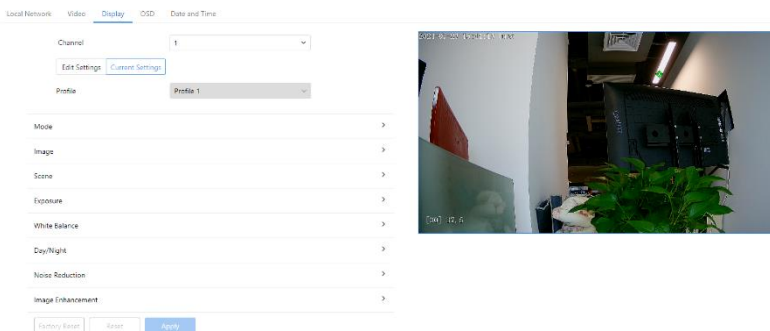 Local Network Video Display OSD Date and Time
Channel 1
Edit Settings Current Settings
Profile Profile 1
Mode
Image
Scene
Exposure
White Balance
Day/Night
Noise Reduction
Image Enhancement
Factory Reset Reset Apply